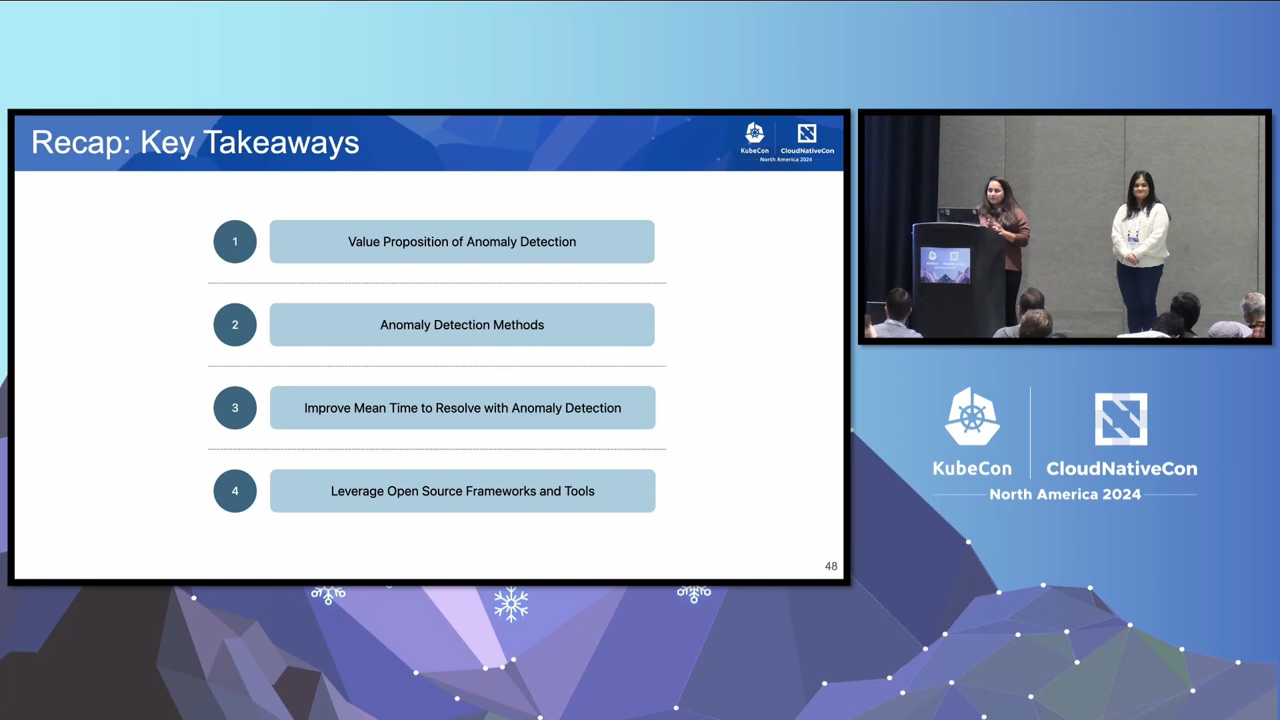 Recap: Key Takeaways
KubeCon
CloudNativeCon
North America 2024
1
Value Proposition of Anomaly Detection
2
Anomaly Detection Methods
3
Improve Mean Time to Resolve with Anomaly Detection
4
Leverage Open Source Frameworks and Tools
48
KubeCon
CloudNativeCon
North America 2024